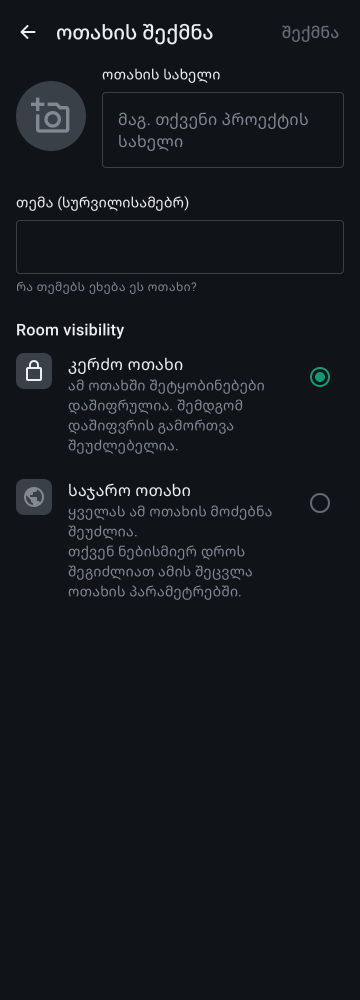 ოთახის შექმნა
შექმნა
ოთახის სახელი
მაგ. თქვენი პროექტის
სახელი
თემა (სურვილისამებრ)
რა თემებს ეხება ეს ოთახი?
Room visibility
კერძო ოთახი
ამ ოთახში შეტყობინებები
დაშიფრულია. შემდგომ
დაშიფვრის გამორთვა
შეუძლებელია.
საჯარო ოთახი
ყველას ამ ოთახის მოძებნა
შეუძლია.
თქვენ ნებისმიერ დროს
შეგიძლიათ ამის შეცვლა
ოთახის პარამეტრებში.